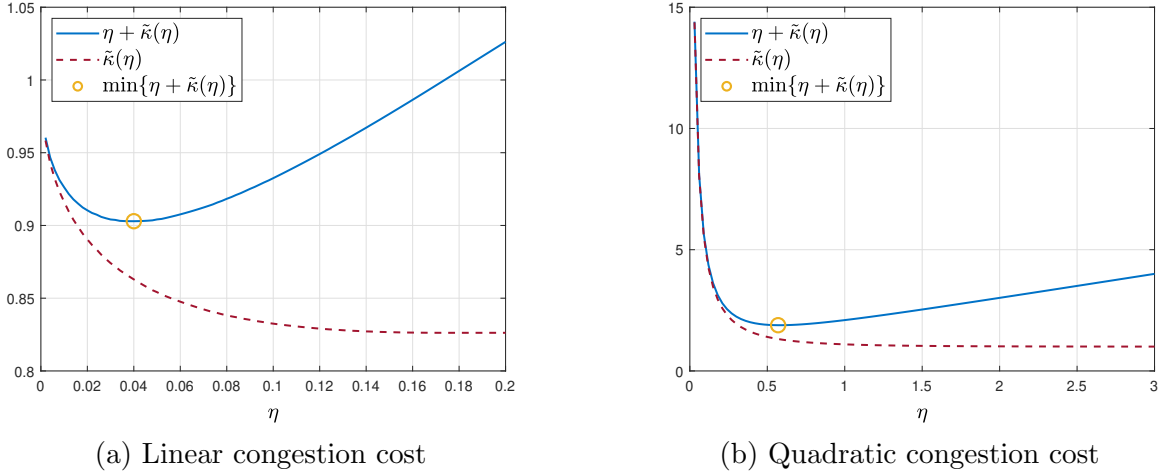 1.05
1
0.95
0.9
0.85
0.8
0 0.02 0.04 0.06 0.08 0.1 0.12 0.14 0.16 0.18 0.2
η
η + κ̃(η)
κ̃(η)
min{η + κ̃(η)}
(a) Linear congestion cost
15
10
5
0
0 0.5 1 1.5 2 2.5 3
η
η + κ̃(η)
κ̃(η)
min{η + κ̃(η)}
(b) Quadratic congestion cost